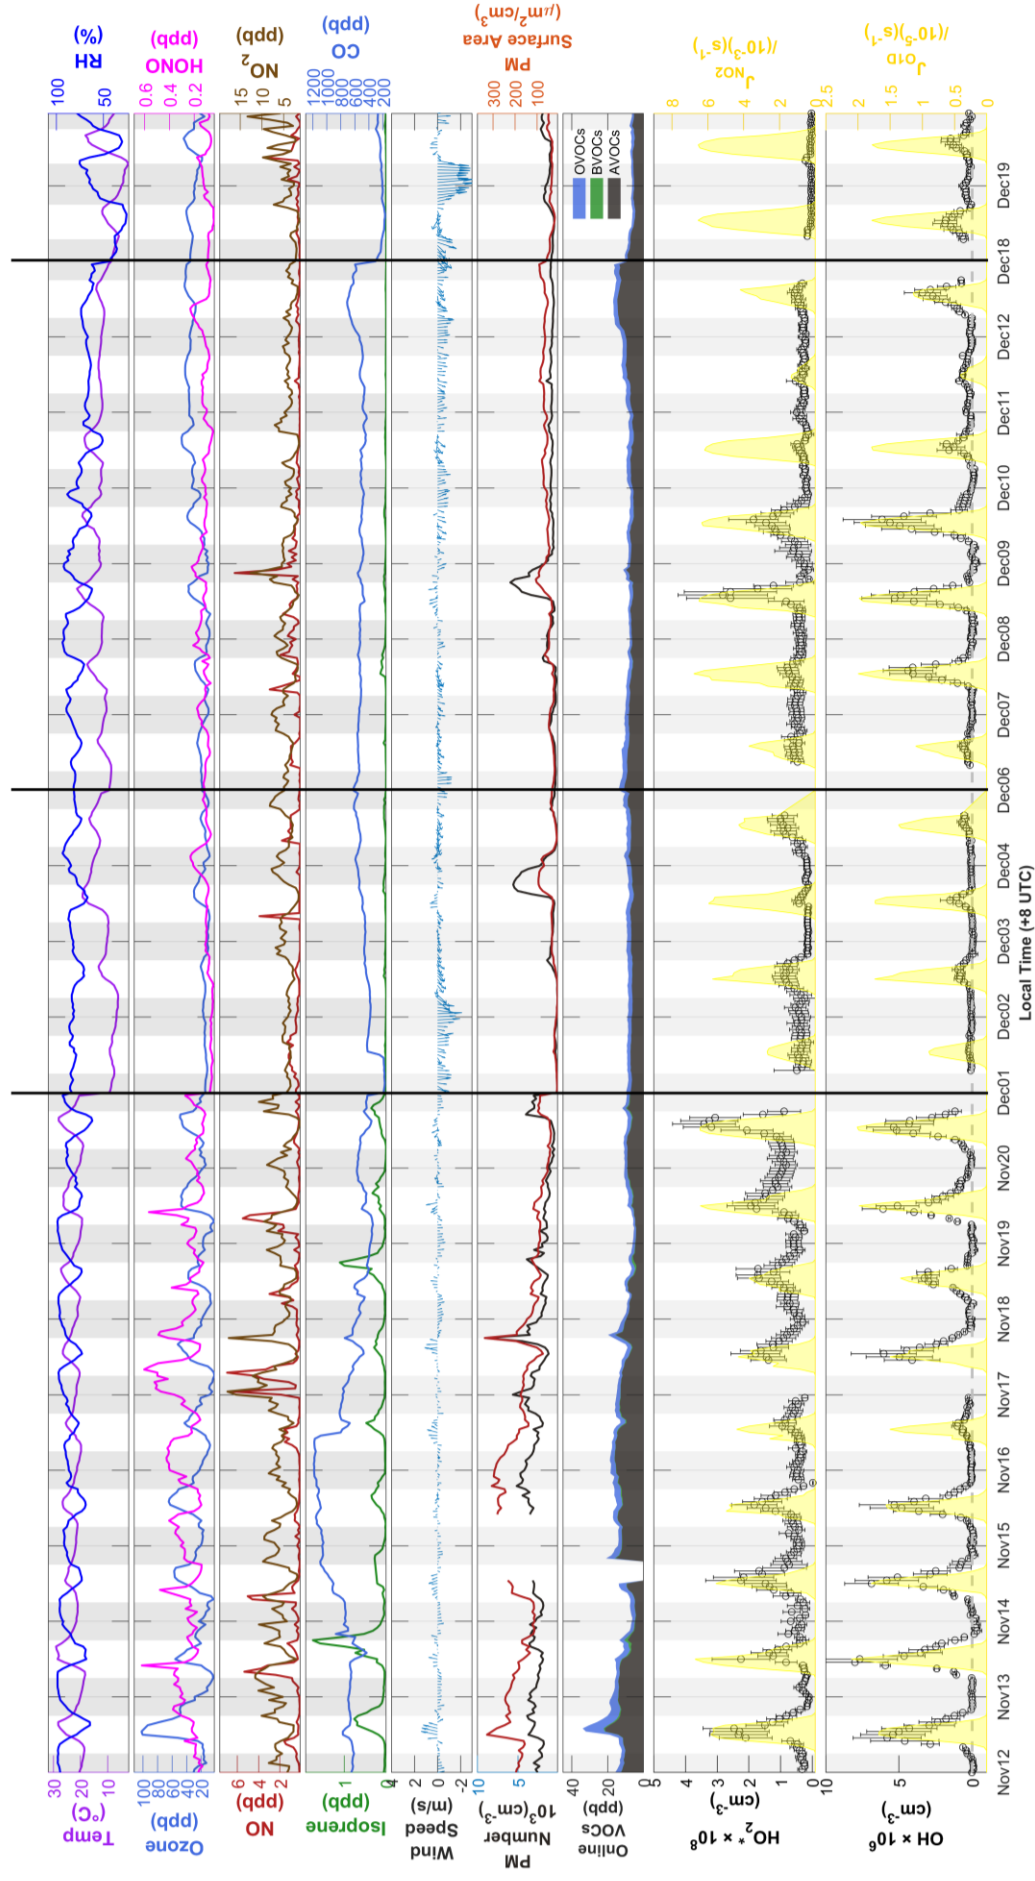 Temp
(°C)
30
20
10
RH
(%)
100
50
Ozone
(ppb)
100
80
60
40
20
HONO
(ppb)
0.6
0.4
0.2
NO
(ppb)
6
4
2
NO2
(ppb)
15
10
5
Isoprene
(ppb)
1
0
CO
(ppb)
1200
1000
800
600
400
200
Wind
Speed
(m/s)
4
2
0
-2
PM
Number
10³(cm⁻³)
10
5
PM
Surface Area
(μm²/cm³)
300
200
100
Online
VOCs
(ppb)
40
20
0
OVOCs
BVOCs
AVOCs
HO2* × 10⁸
(cm⁻³)
5
4
3
2
1
0
JNO2
/(10⁻³)(s⁻¹)
8
6
4
2
0
OH × 10⁶
(cm⁻³)
10
5
0
JO1D
/(10⁻⁵)(s⁻¹)
2.5
2
1.5
1
0.5
0
Nov12 Nov13 Nov14 Nov15 Nov16 Nov17 Nov18 Nov19 Nov20 Dec01 Dec02 Dec03 Dec04 Dec06 Dec07 Dec08 Dec09 Dec10 Dec11 Dec12 Dec18 Dec19
Local Time (+8 UTC)